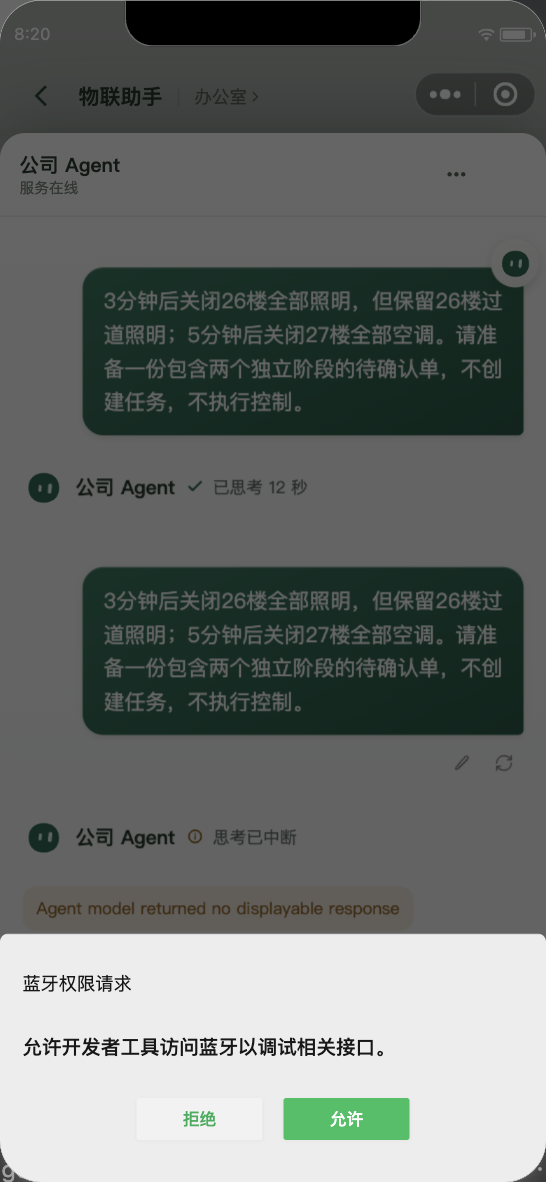 8:20
物联助手 办公室
公司 Agent
服务在线
3分钟后关闭26楼全部照明，但保留26楼过
道照明；5分钟后关闭27楼全部空调。请准
备一份包含两个独立阶段的待确认单，不创
建任务，不执行控制。
公司 Agent 已思考 12 秒
3分钟后关闭26楼全部照明，但保留26楼过
道照明；5分钟后关闭27楼全部空调。请准
备一份包含两个独立阶段的待确认单，不创
建任务，不执行控制。
公司 Agent 思考已中断
Agent model returned no displayable response
蓝牙权限请求
允许开发者工具访问蓝牙以调试相关接口。
拒绝 允许